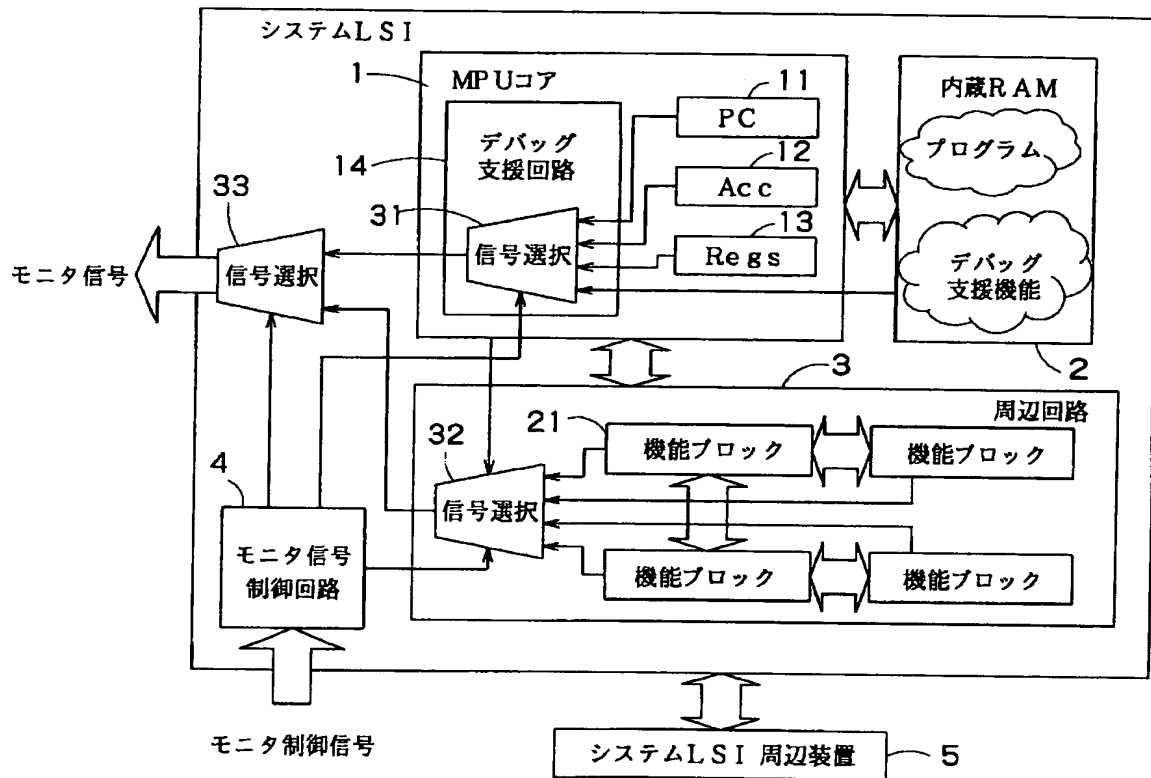 システムLSI
1
MPUコア
11
PC
内蔵RAM
プログラム
デバッグ
支援回路
14
12
Acc
33
31
13
Regs
信号選択
信号選択
モニタ信号
デバッグ
支援機能
2
3
周辺回路
32
21
機能ブロック
機能ブロック
4
信号選択
モニタ信号
制御回路
機能ブロック
機能ブロック
モニタ制御信号
システムLSI 周辺装置
5